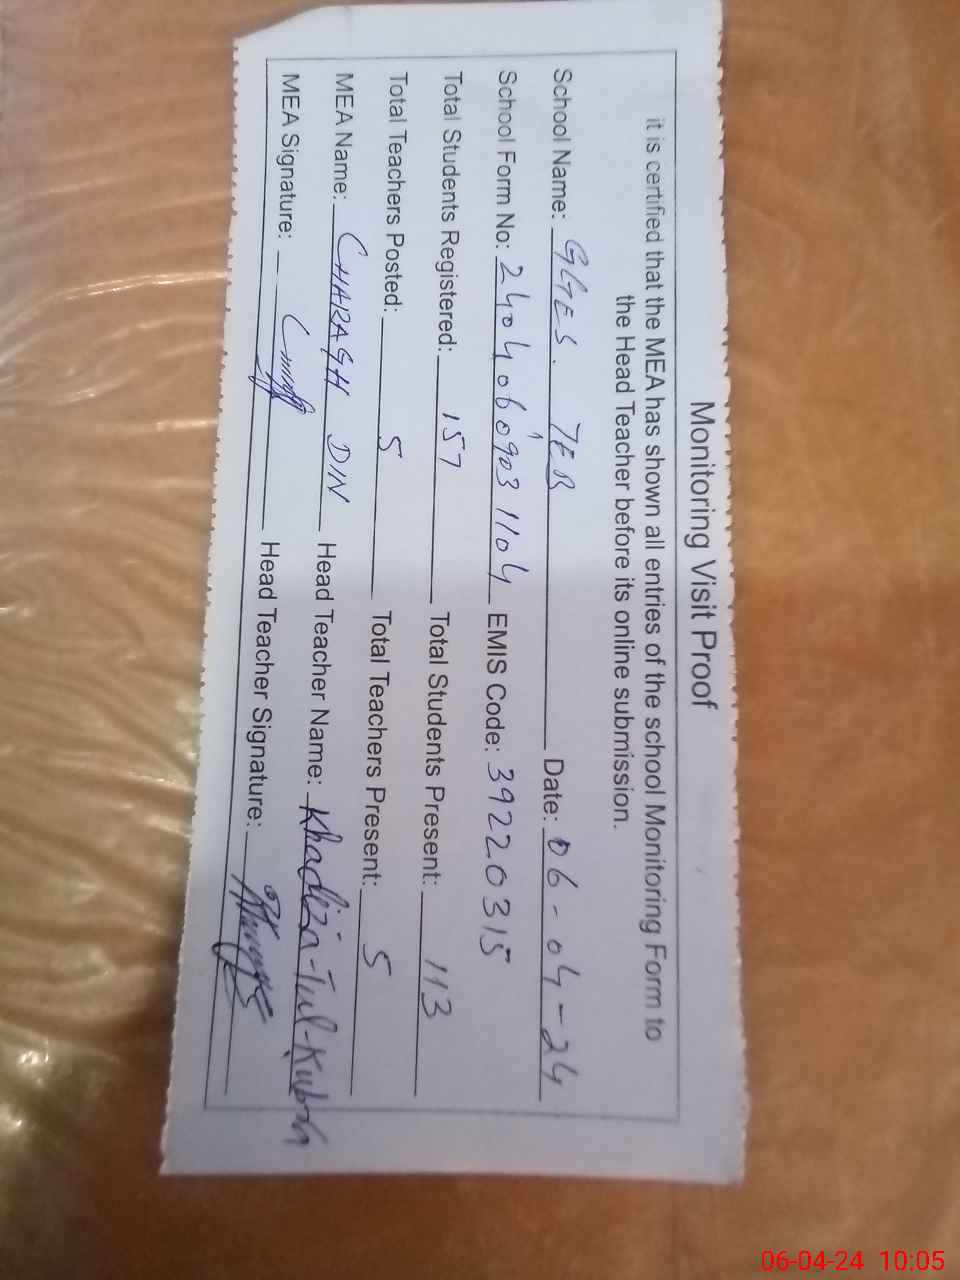 Monitoring Visit Proof
it is certified that the MEA has shown all entries of the school Monitoring Form to
the Head Teacher before its online submission.
School Name: GGES. TER Date: 06-04-24
School Form No: 2404060903 1104 EMIS Code: 39220315
Total Students Registered: 157 Total Students Present: 113
Total Teachers Posted: 5 Total Teachers Present: 5
MEA Name: CHARAGH DIN Head Teacher Name: Khadija-Tul-Kubra
MEA Signature: Head Teacher Signature:
06-04-24 10:05